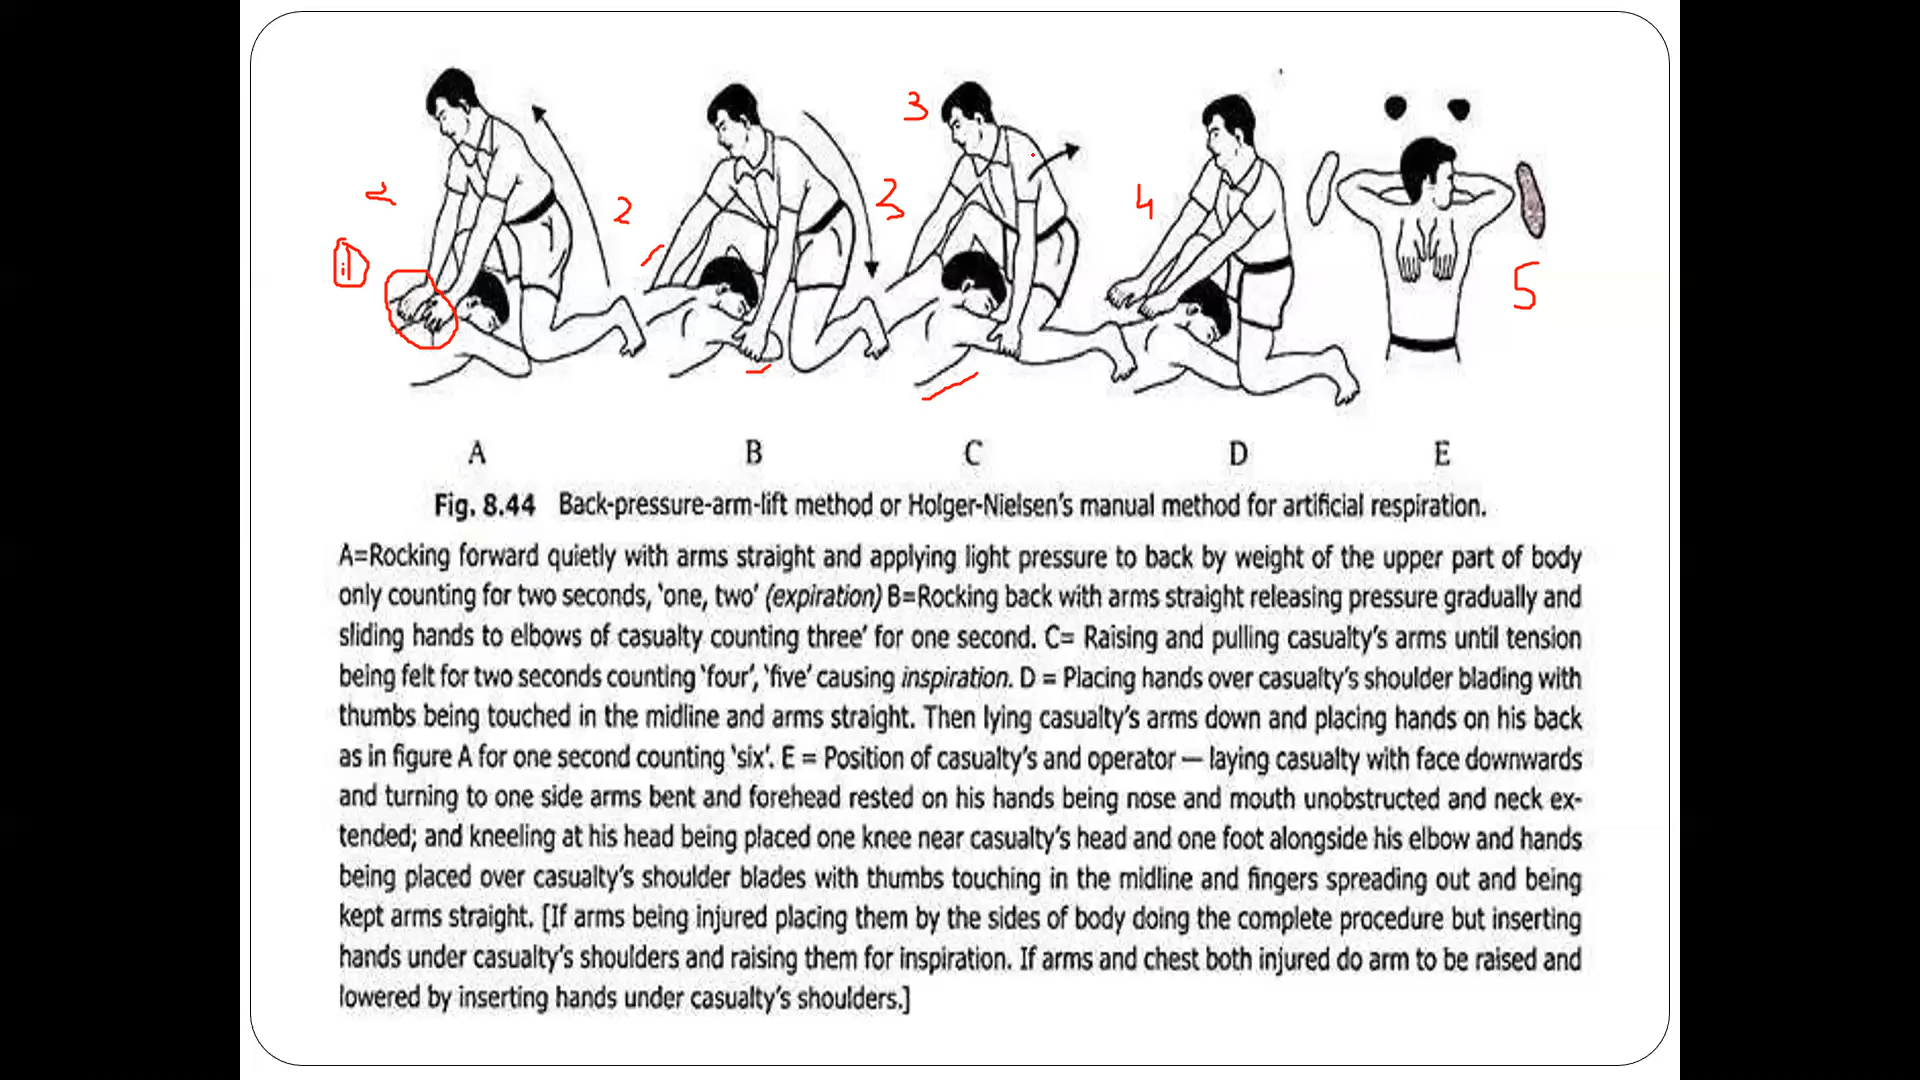 3
2
3
4
2
11
5
A B C D E
Fig. 8.44 Back-pressure-arm-lift method or Holger-Nielsen's manual method for artificial respiration.
A=Rocking forward quietly with arms straight and applying light pressure to back by weight of the upper part of body
only counting for two seconds, 'one, two' (expiration) B=Rocking back with arms straight releasing pressure gradually and
sliding hands to elbows of casualty counting three' for one second. C= Raising and pulling casualty's arms until tension
being felt for two seconds counting 'four', 'five' causing inspiration. D = Placing hands over casualty's shoulder blading with
thumbs being touched in the midline and arms straight. Then lying casualty's arms down and placing hands on his back
as in figure A for one second counting 'six'. E = Position of casualty's and operator — laying casualty with face downwards
and turning to one side arms bent and forehead rested on his hands being nose and mouth unobstructed and neck ex-
tended; and kneeling at his head being placed one knee near casualty's head and one foot alongside his elbow and hands
being placed over casualty's shoulder blades with thumbs touching in the midline and fingers spreading out and being
kept arms straight. [If arms being injured placing them by the sides of body doing the complete procedure but inserting
hands under casualty's shoulders and raising them for inspiration. If arms and chest both injured do arm to be raised and
lowered by inserting hands under casualty's shoulders.]